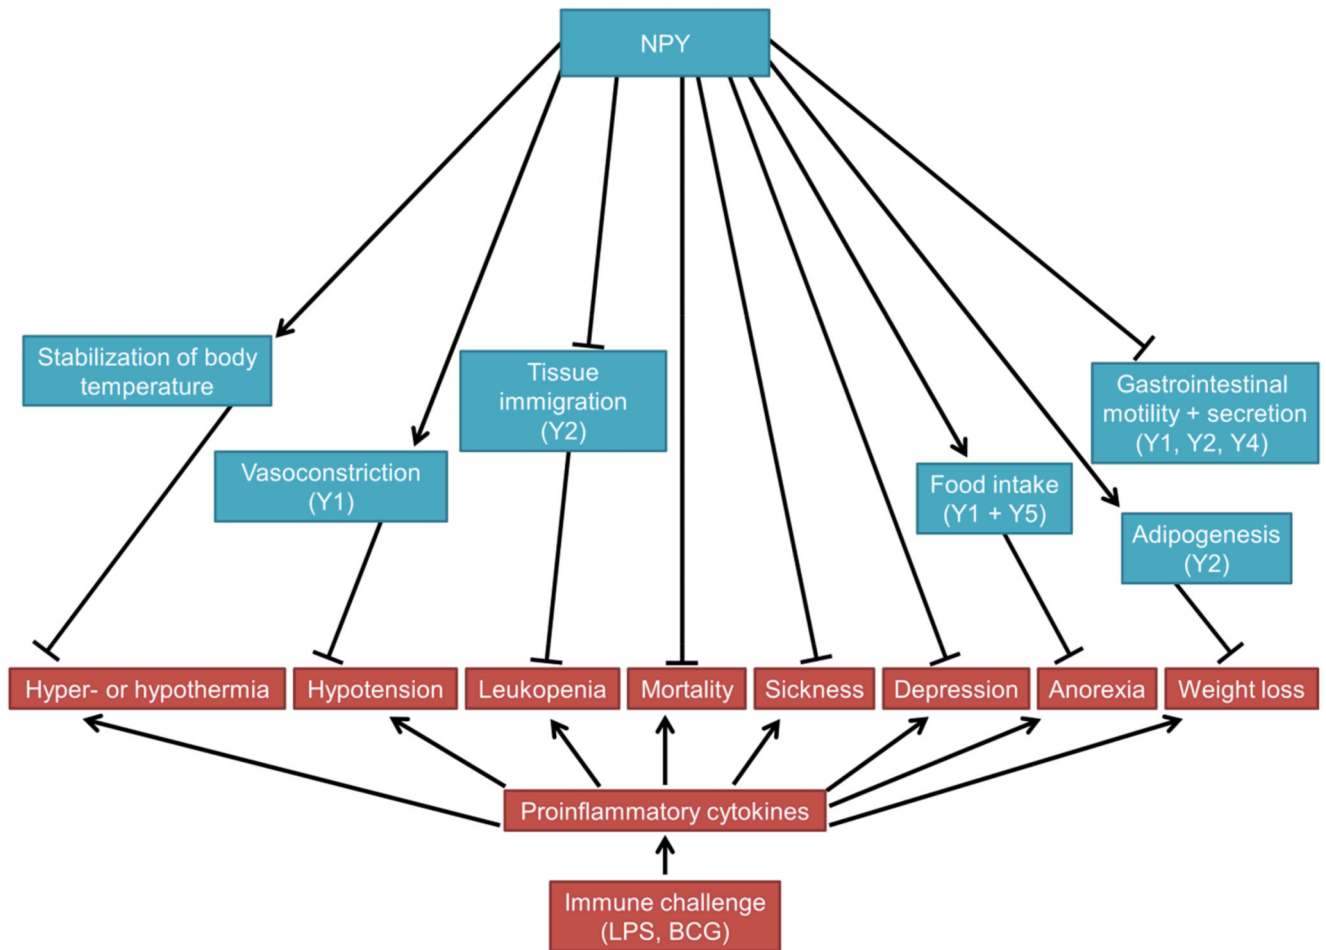 NPY
Stabilization of body
temperature
Tissue
immigration
(Y2)
Gastrointestinal
motility + secretion
(Y1, Y2, Y4)
Vasoconstriction
(Y1)
Food intake
(Y1 + Y5)
Adipogenesis
(Y2)
Hyper- or hypothermia
Hypotension
Leukopenia
Mortality
Sickness
Depression
Anorexia
Weight loss
Proinflammatory cytokines
Immune challenge
(LPS, BCG)